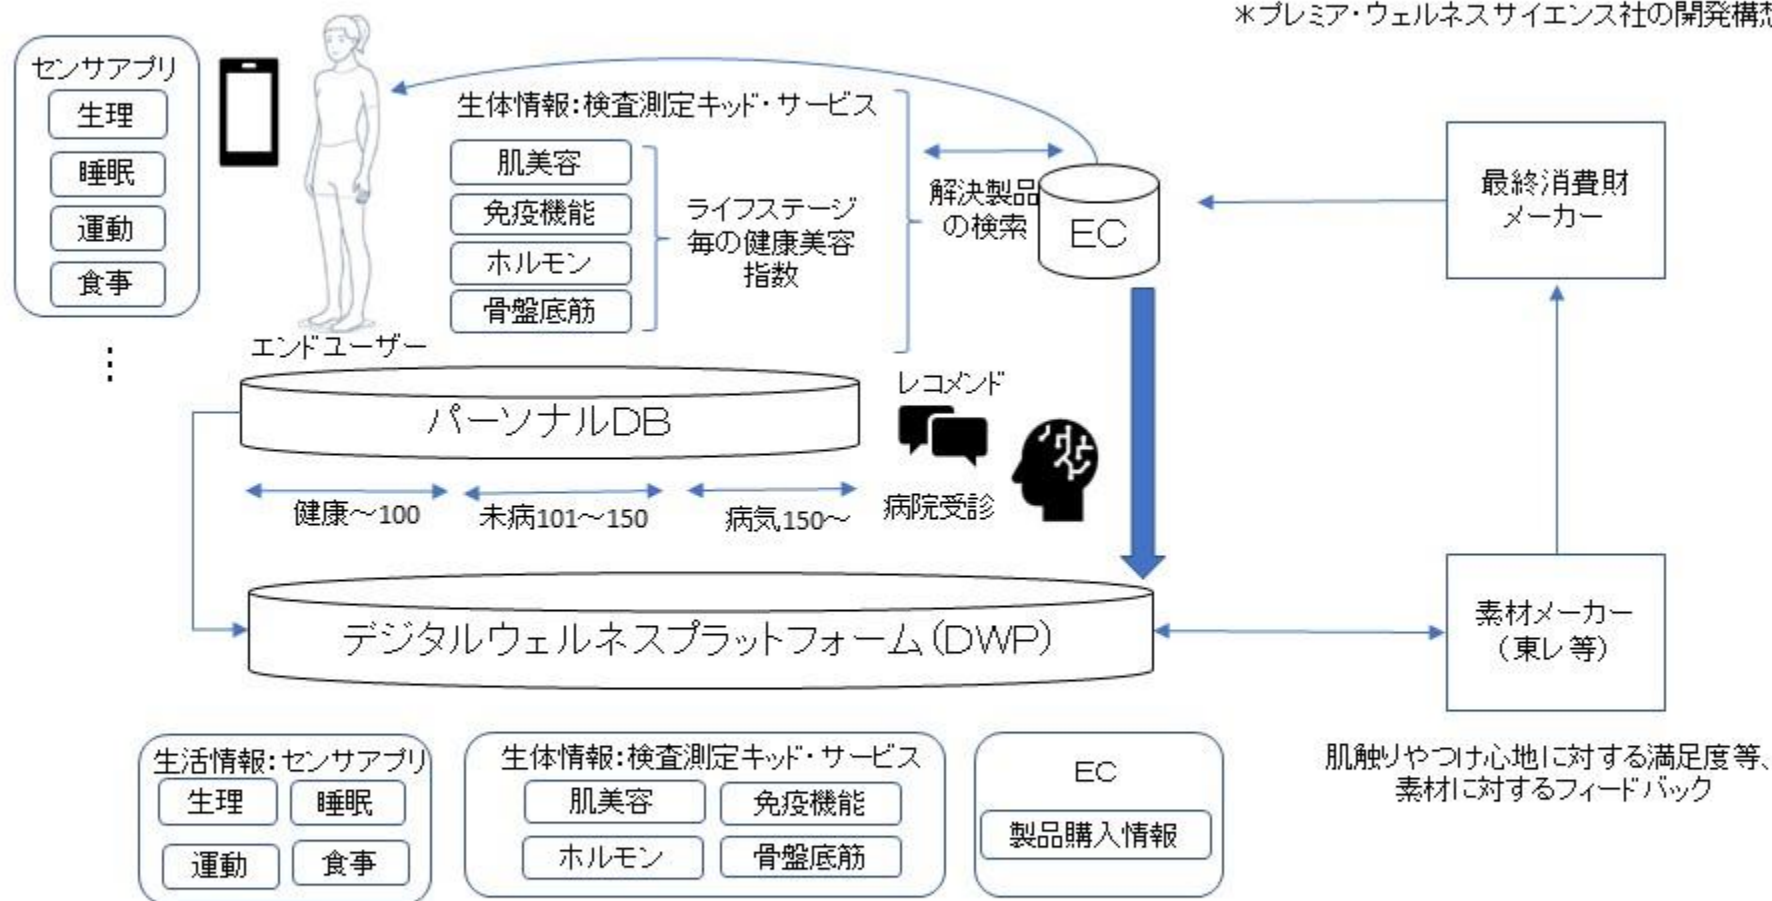 *プレミア・ウェルネスサイエンス社の開発構想
センサアプリ
生理
睡眠
運動
食事
⋮
エンドユーザー
生体情報:検査測定キッド・サービス
肌美容
免疫機能
ホルモン
骨盤底筋
ライフステージ
毎の健康美容
指数
解決製品
の検索
EC
最終消費財
メーカー
パーソナルDB
レコメンド
健康～100
未病101～150
病気150～
病院受診
デジタルウェルネスプラットフォーム(DWP)
素材メーカー
(東レ等)
生活情報:センサアプリ
生理
睡眠
運動
食事
生体情報:検査測定キッド・サービス
肌美容
免疫機能
ホルモン
骨盤底筋
EC
製品購入情報
肌触りやつけ心地に対する満足度等、
素材に対するフィードバック